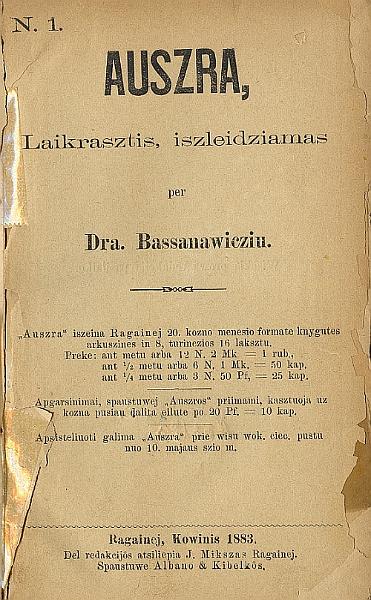 N. 1.
AUSZRA,
Laikrasztis, iszleidziamas
per
Dra. Bassanawicziu.
„Auszra“ iszeina Ragainej 20. kozno menesio formate knygutes
arkuszines in 8, turinczios 16 laksztu.
Preke: ant metu arba 12 N. 2 Mk. = 1 rub.,
ant ½ metu arba 6 N. 1 Mk. = 50 kap.
ant ¼ metu arba 3 N. 50 Pf. = 25 kap.
Apgarsinimai, spaustuwej „Auszros“ priimami, kasztuoja uz
kozna pusiau dalita eilute po 20 Pf. = 10 kap.
Apsisteliuoti galima „Auszra“ prie wisu wok. ciec. pustu
nuo 10. majaus szio m.
Ragainej, Kowinis 1883.
Del redakcijós atsiliepia J. Mikszas Ragainej.
Spaustuwe Albano & Kibelkós.